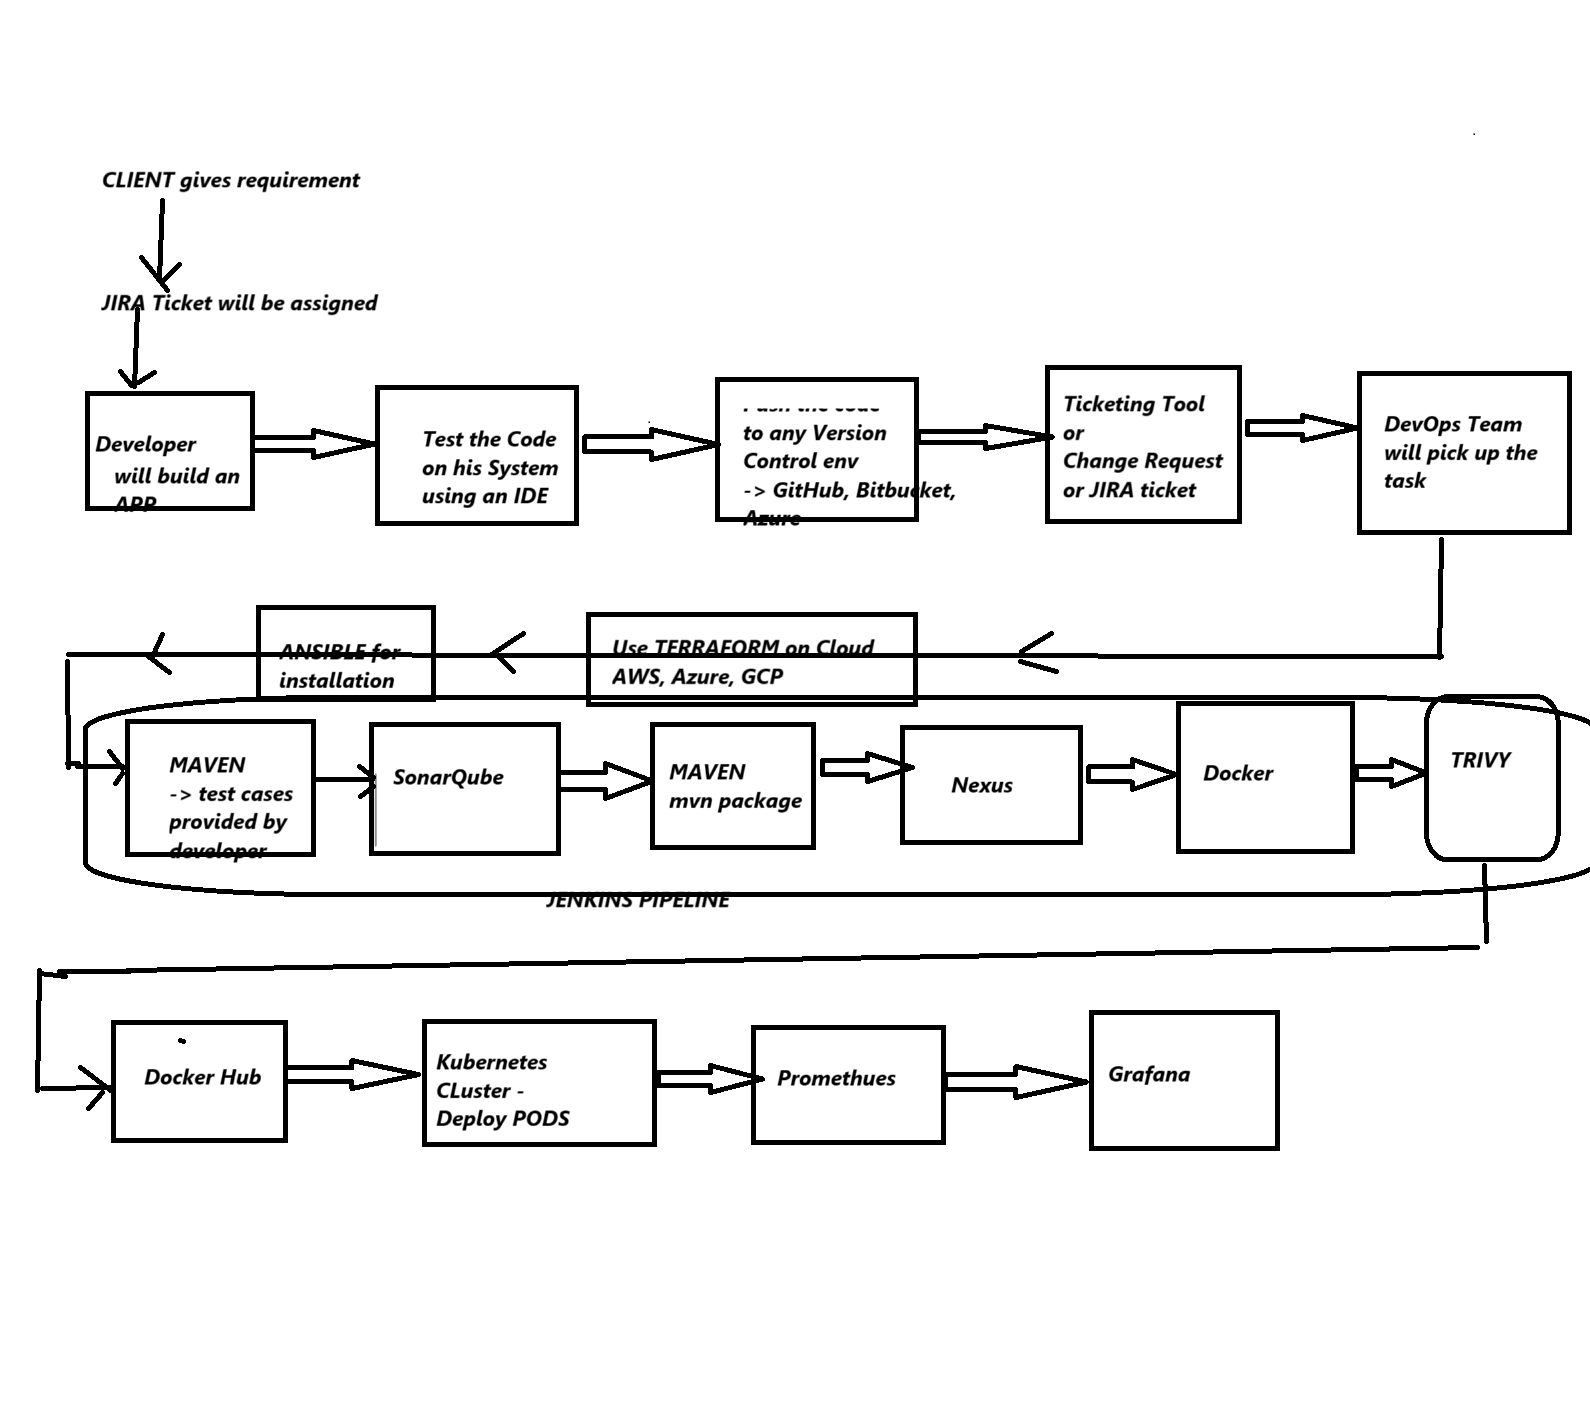 CLIENT gives requirement
JIRA Ticket will be assigned
Developer
will build an
APP
Test the Code
on his System
using an IDE
Push the code
to any Version
Control env
-> GitHub, Bitbucket,
Azure
Ticketing Tool
or
Change Request
or JIRA ticket
DevOps Team
will pick up the
task
ANSIBLE for
installation
Use TERRAFORM on Cloud
AWS, Azure, GCP
MAVEN
-> test cases
provided by
developer
SonarQube
MAVEN
mvn package
Nexus
Docker
TRIVY
JENKINS PIPELINE
Docker Hub
Kubernetes
CLuster -
Deploy PODS
Promethues
Grafana